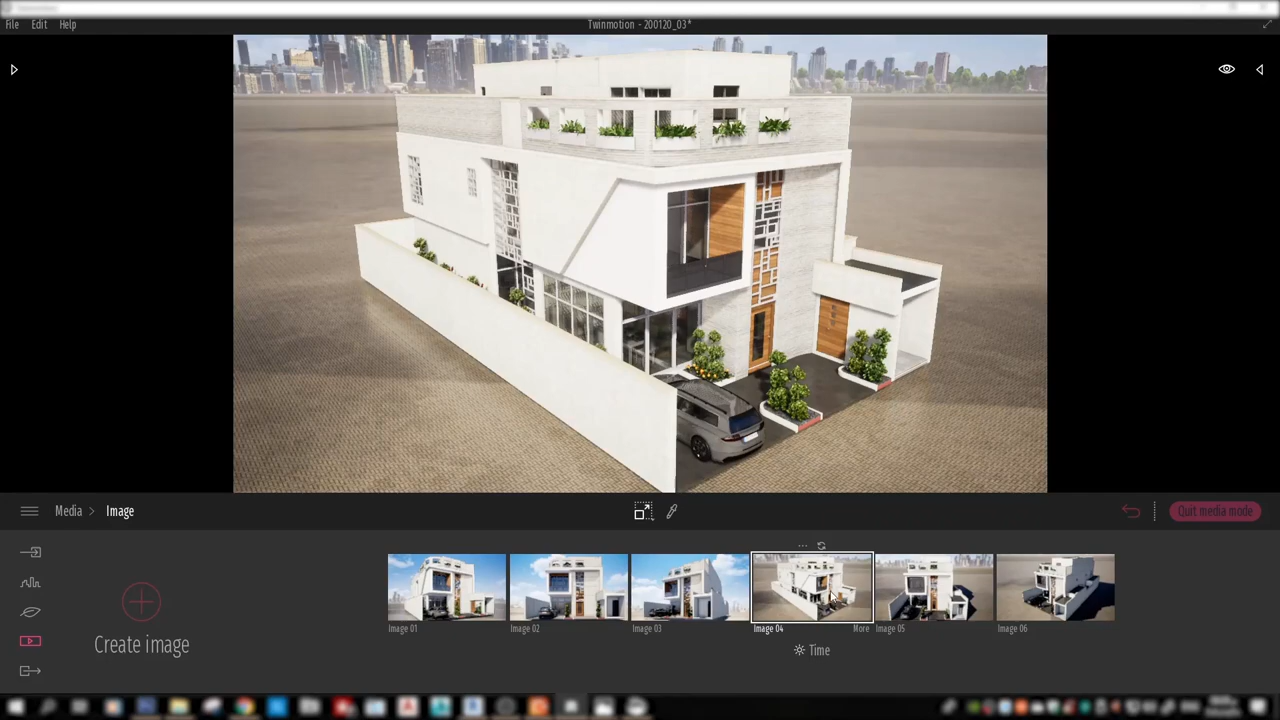 File Edit Help
Twinmotion - 200120_03*
Media > Image
Quit media mode
Create image
Image 01
Image 02
Image 03
Image 04
More
Image 05
Image 06
Time